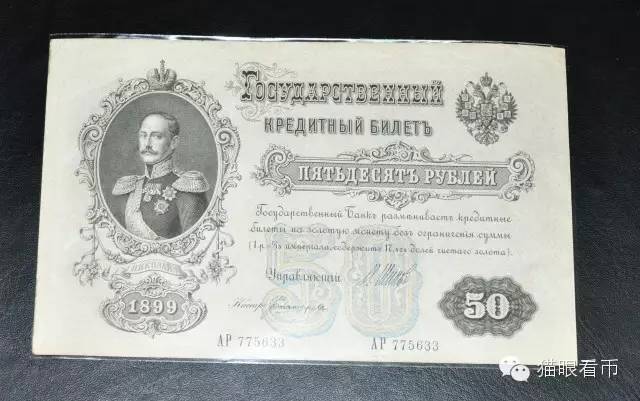 Государственный
кредитный билетъ
пятьдесятъ рублей
Государственный Банкъ размѣниваетъ кредитные
билеты на золотую монету безъ ограниченія суммы
(1 р.= 1/15 имперіала, содержитъ 17,424 долей чистаго золота).
Управляющій
1899
50
50
АР 775633
АР 775633
猫眼看币